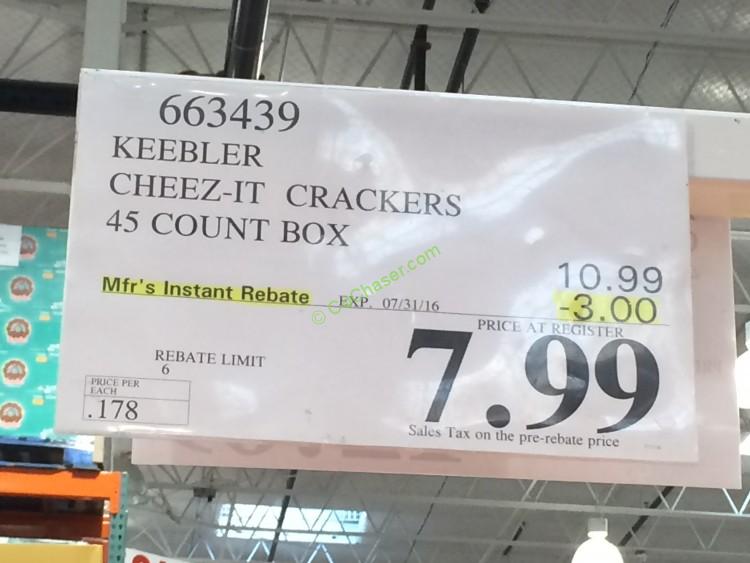 663439
KEEBLER
CHEEZ-IT CRACKERS
45 COUNT BOX
10.99
Mfr's Instant Rebate EXP. 07/31/16 -3.00
PRICE AT REGISTER
7.99
REBATE LIMIT
6
PRICE PER
EACH
.178
Sales Tax on the pre-rebate price